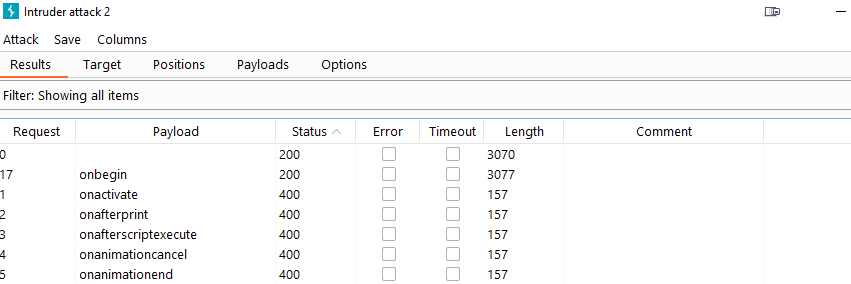 Intruder attack 2
Attack Save Columns
Results Target Positions Payloads Options
Filter: Showing all items
Request Payload Status Error Timeout Length Comment
0 200 3070
17 onbegin 200 3077
1 onactivate 400 157
2 onafterprint 400 157
3 onafterscriptexecute 400 157
4 onanimationcancel 400 157
5 onanimationend 400 157